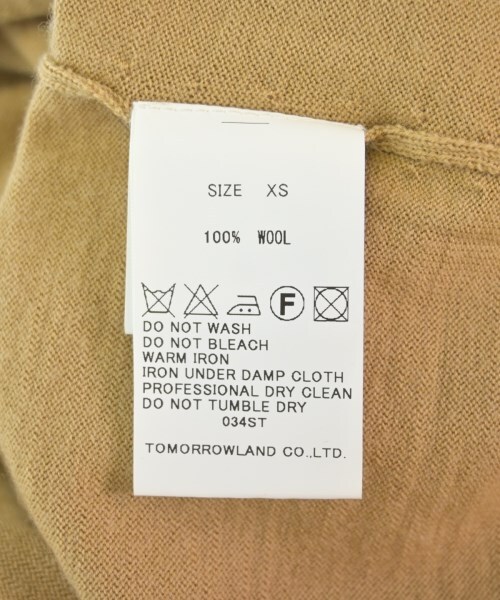 SIZE XS
100% WOOL
F
DO NOT WASH
DO NOT BLEACH
WARM IRON
IRON UNDER DAMP CLOTH
PROFESSIONAL DRY CLEAN
DO NOT TUMBLE DRY
034ST
TOMORROWLAND CO.,LTD.